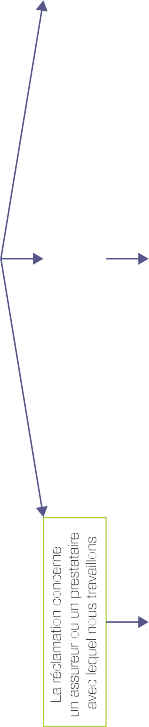 La réclamation concerne
un assureur ou un prestataire
avec lequel nous travaillons